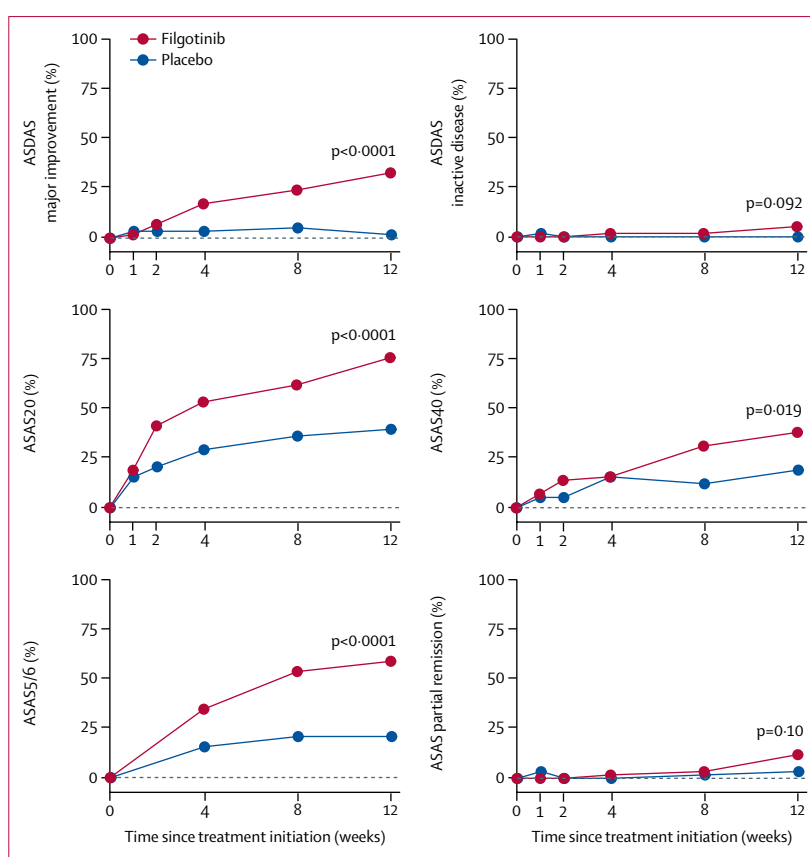 Filgotinib
Placebo
ASDAS
major improvement (%)
100
75
50
25
0
p<0·0001
0 1 2 4 8 12
ASDAS
inactive disease (%)
100
75
50
25
0
p=0·092
0 1 2 4 8 12
ASAS20 (%)
100
75
50
25
0
p<0·0001
0 1 2 4 8 12
ASAS40 (%)
100
75
50
25
0
p=0·019
0 1 2 4 8 12
ASAS5/6 (%)
100
75
50
25
0
p<0·0001
0 4 8 12
Time since treatment initiation (weeks)
ASAS partial remission (%)
100
75
50
25
0
p=0·10
0 1 2 4 8 12
Time since treatment initiation (weeks)